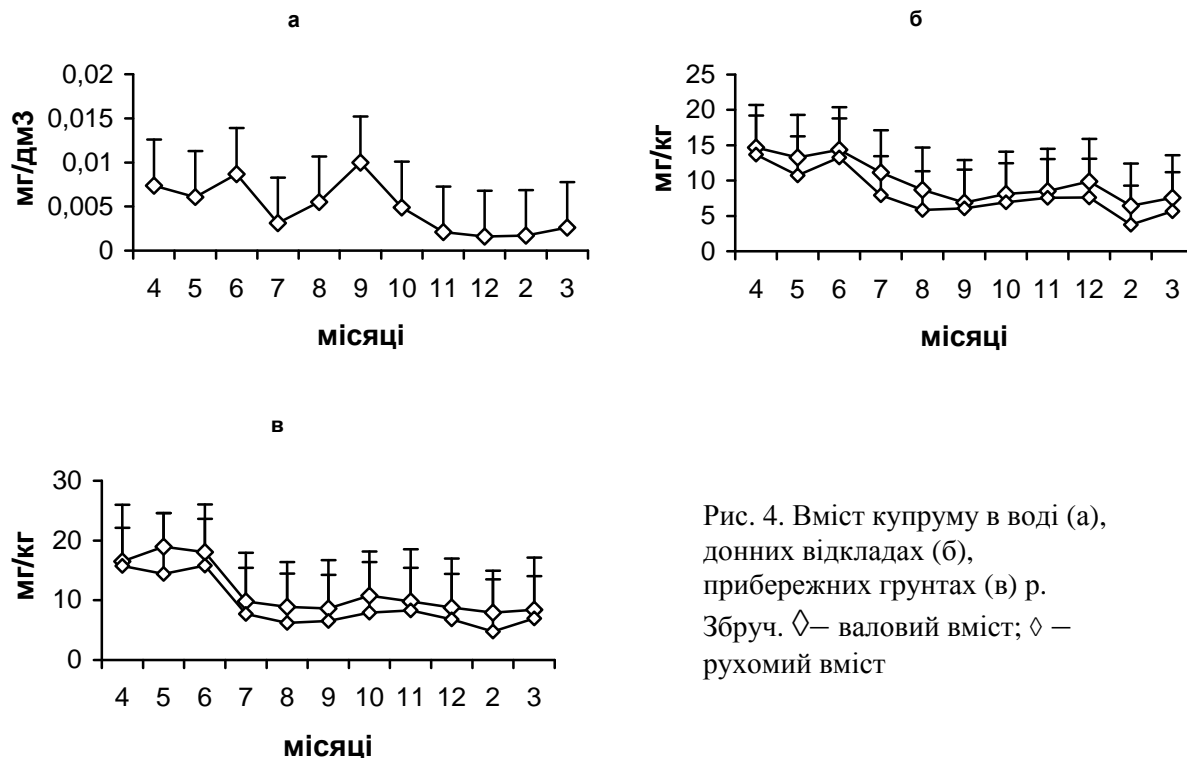 а
0,02
0,015
0,01
0,005
0
мг/дм3
4 5 6 7 8 9 10 11 12 2 3
місяці
б
25
20
15
10
5
0
мг/кг
4 5 6 7 8 9 10 11 12 2 3
місяці
в
30
20
10
0
мг/кг
4 5 6 7 8 9 10 11 12 2 3
місяці
Рис. 4. Вміст купруму в воді (а),
донних відкладах (б),
прибережних грунтах (в) р.
Збруч. ◊– валовий вміст; ◊ –
рухомий вміст